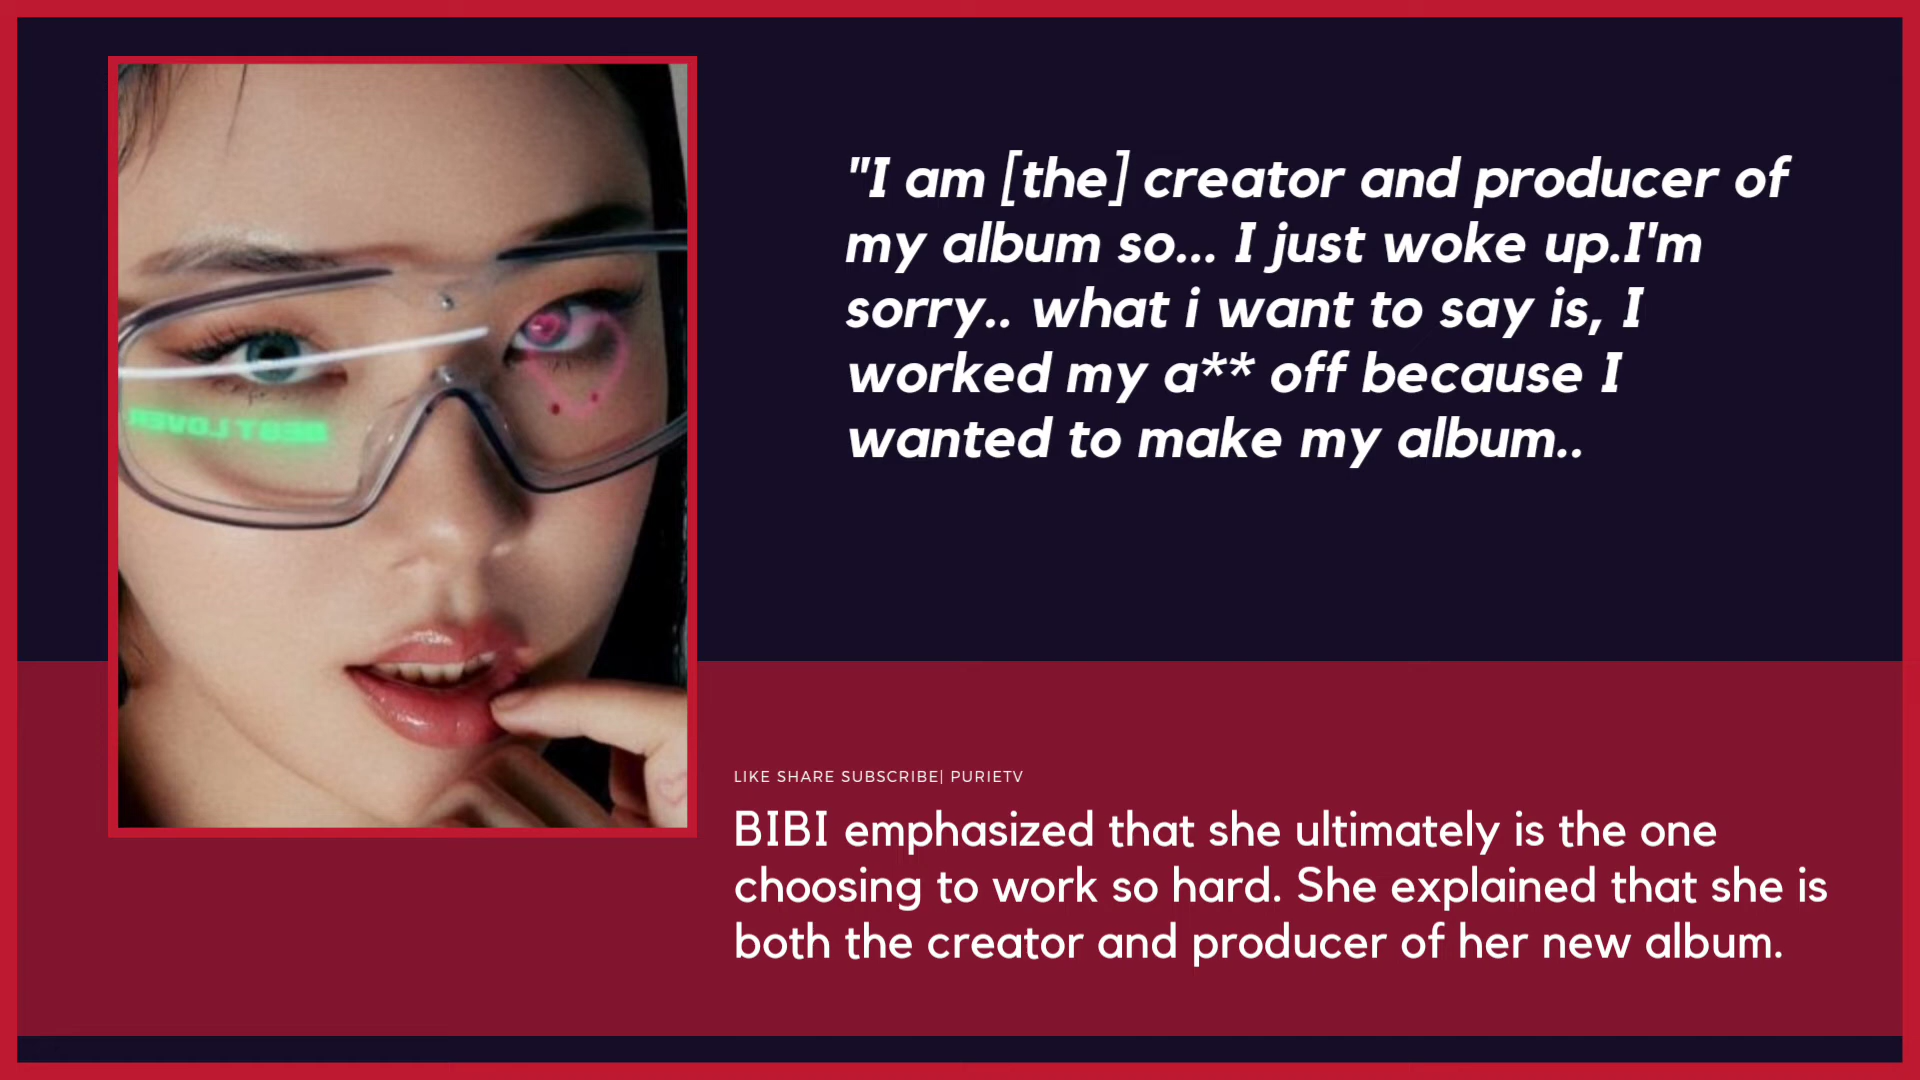 "I am [the] creator and producer of
my album so... I just woke up.I'm
sorry.. what i want to say is, I
worked my a** off because I
wanted to make my album..
BEST LOVER
LIKE SHARE SUBSCRIBE| PURIETV
BIBI emphasized that she ultimately is the one
choosing to work so hard. She explained that she is
both the creator and producer of her new album.